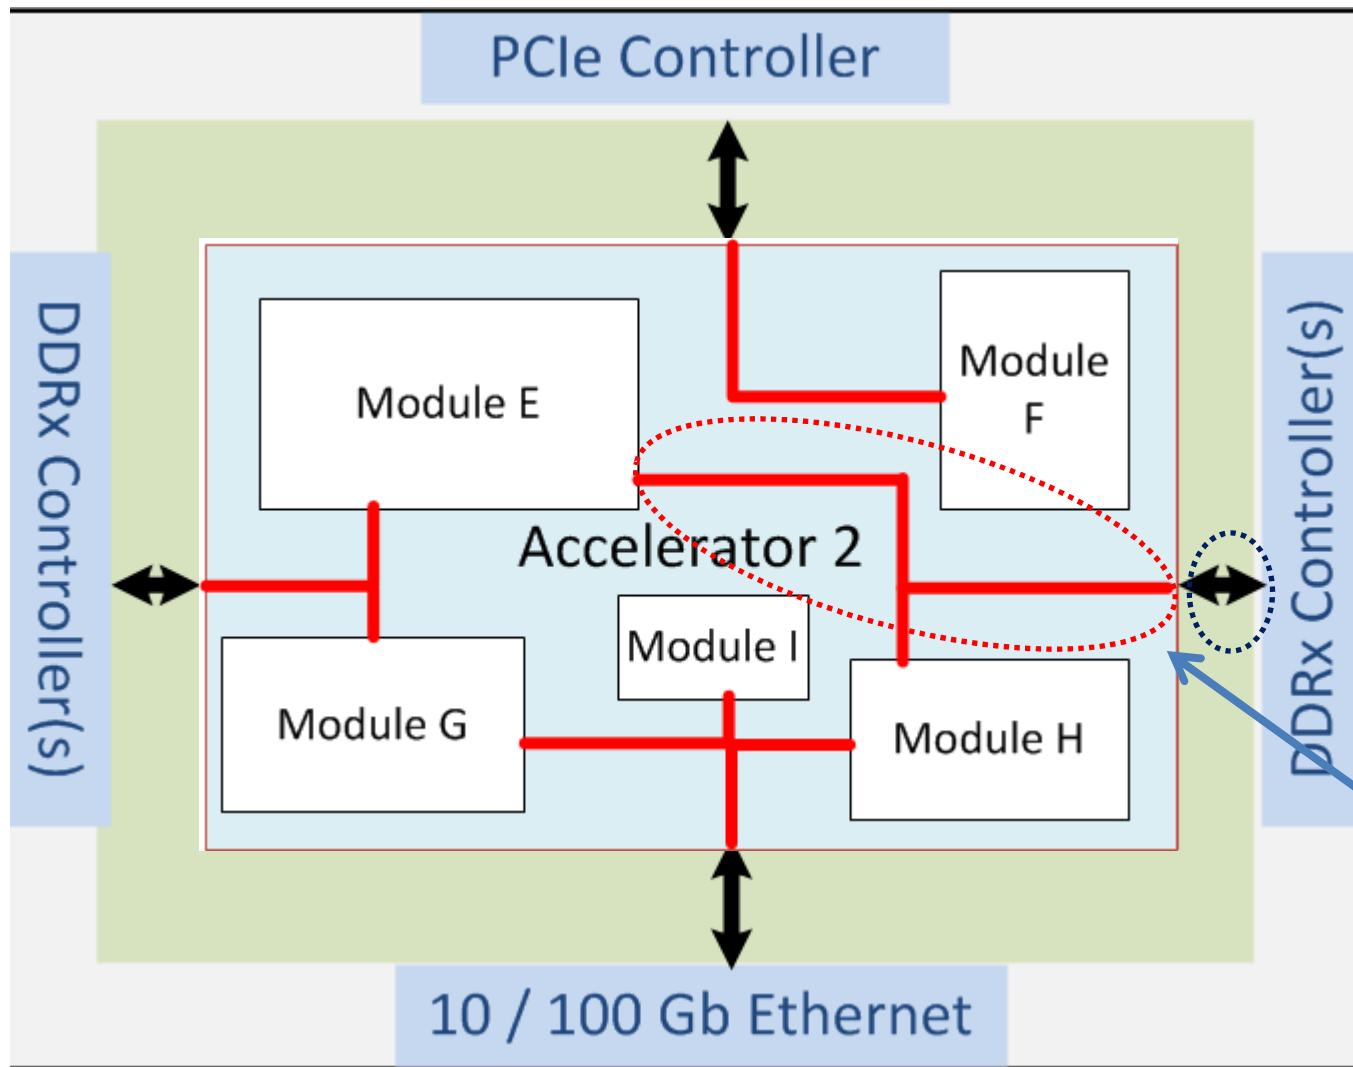 PCIe Controller
DDRx Controller(s)
Module E
Module
F
DDRx Controller(s)
Accelerator 2
Module I
Module G
Module H
10 / 100 Gb Ethernet